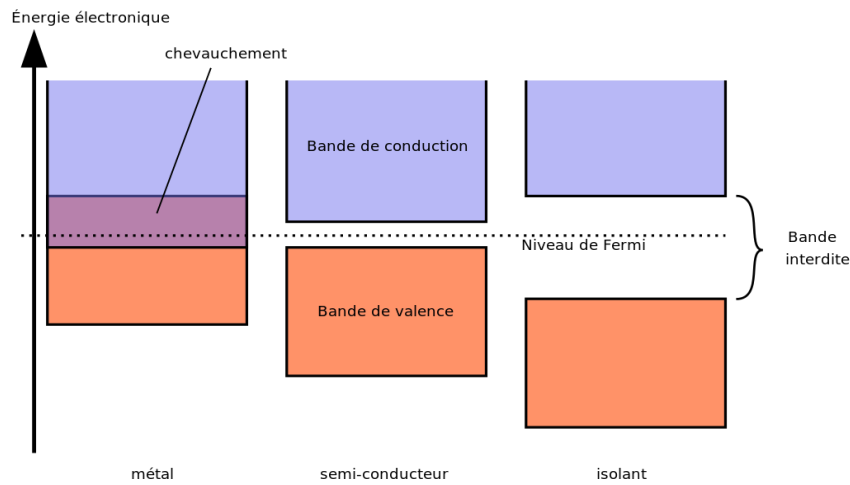 Énergie électronique
chevauchement
Bande de conduction
Niveau de Fermi
Bande
interdite
Bande de valence
métal
semi-conducteur
isolant